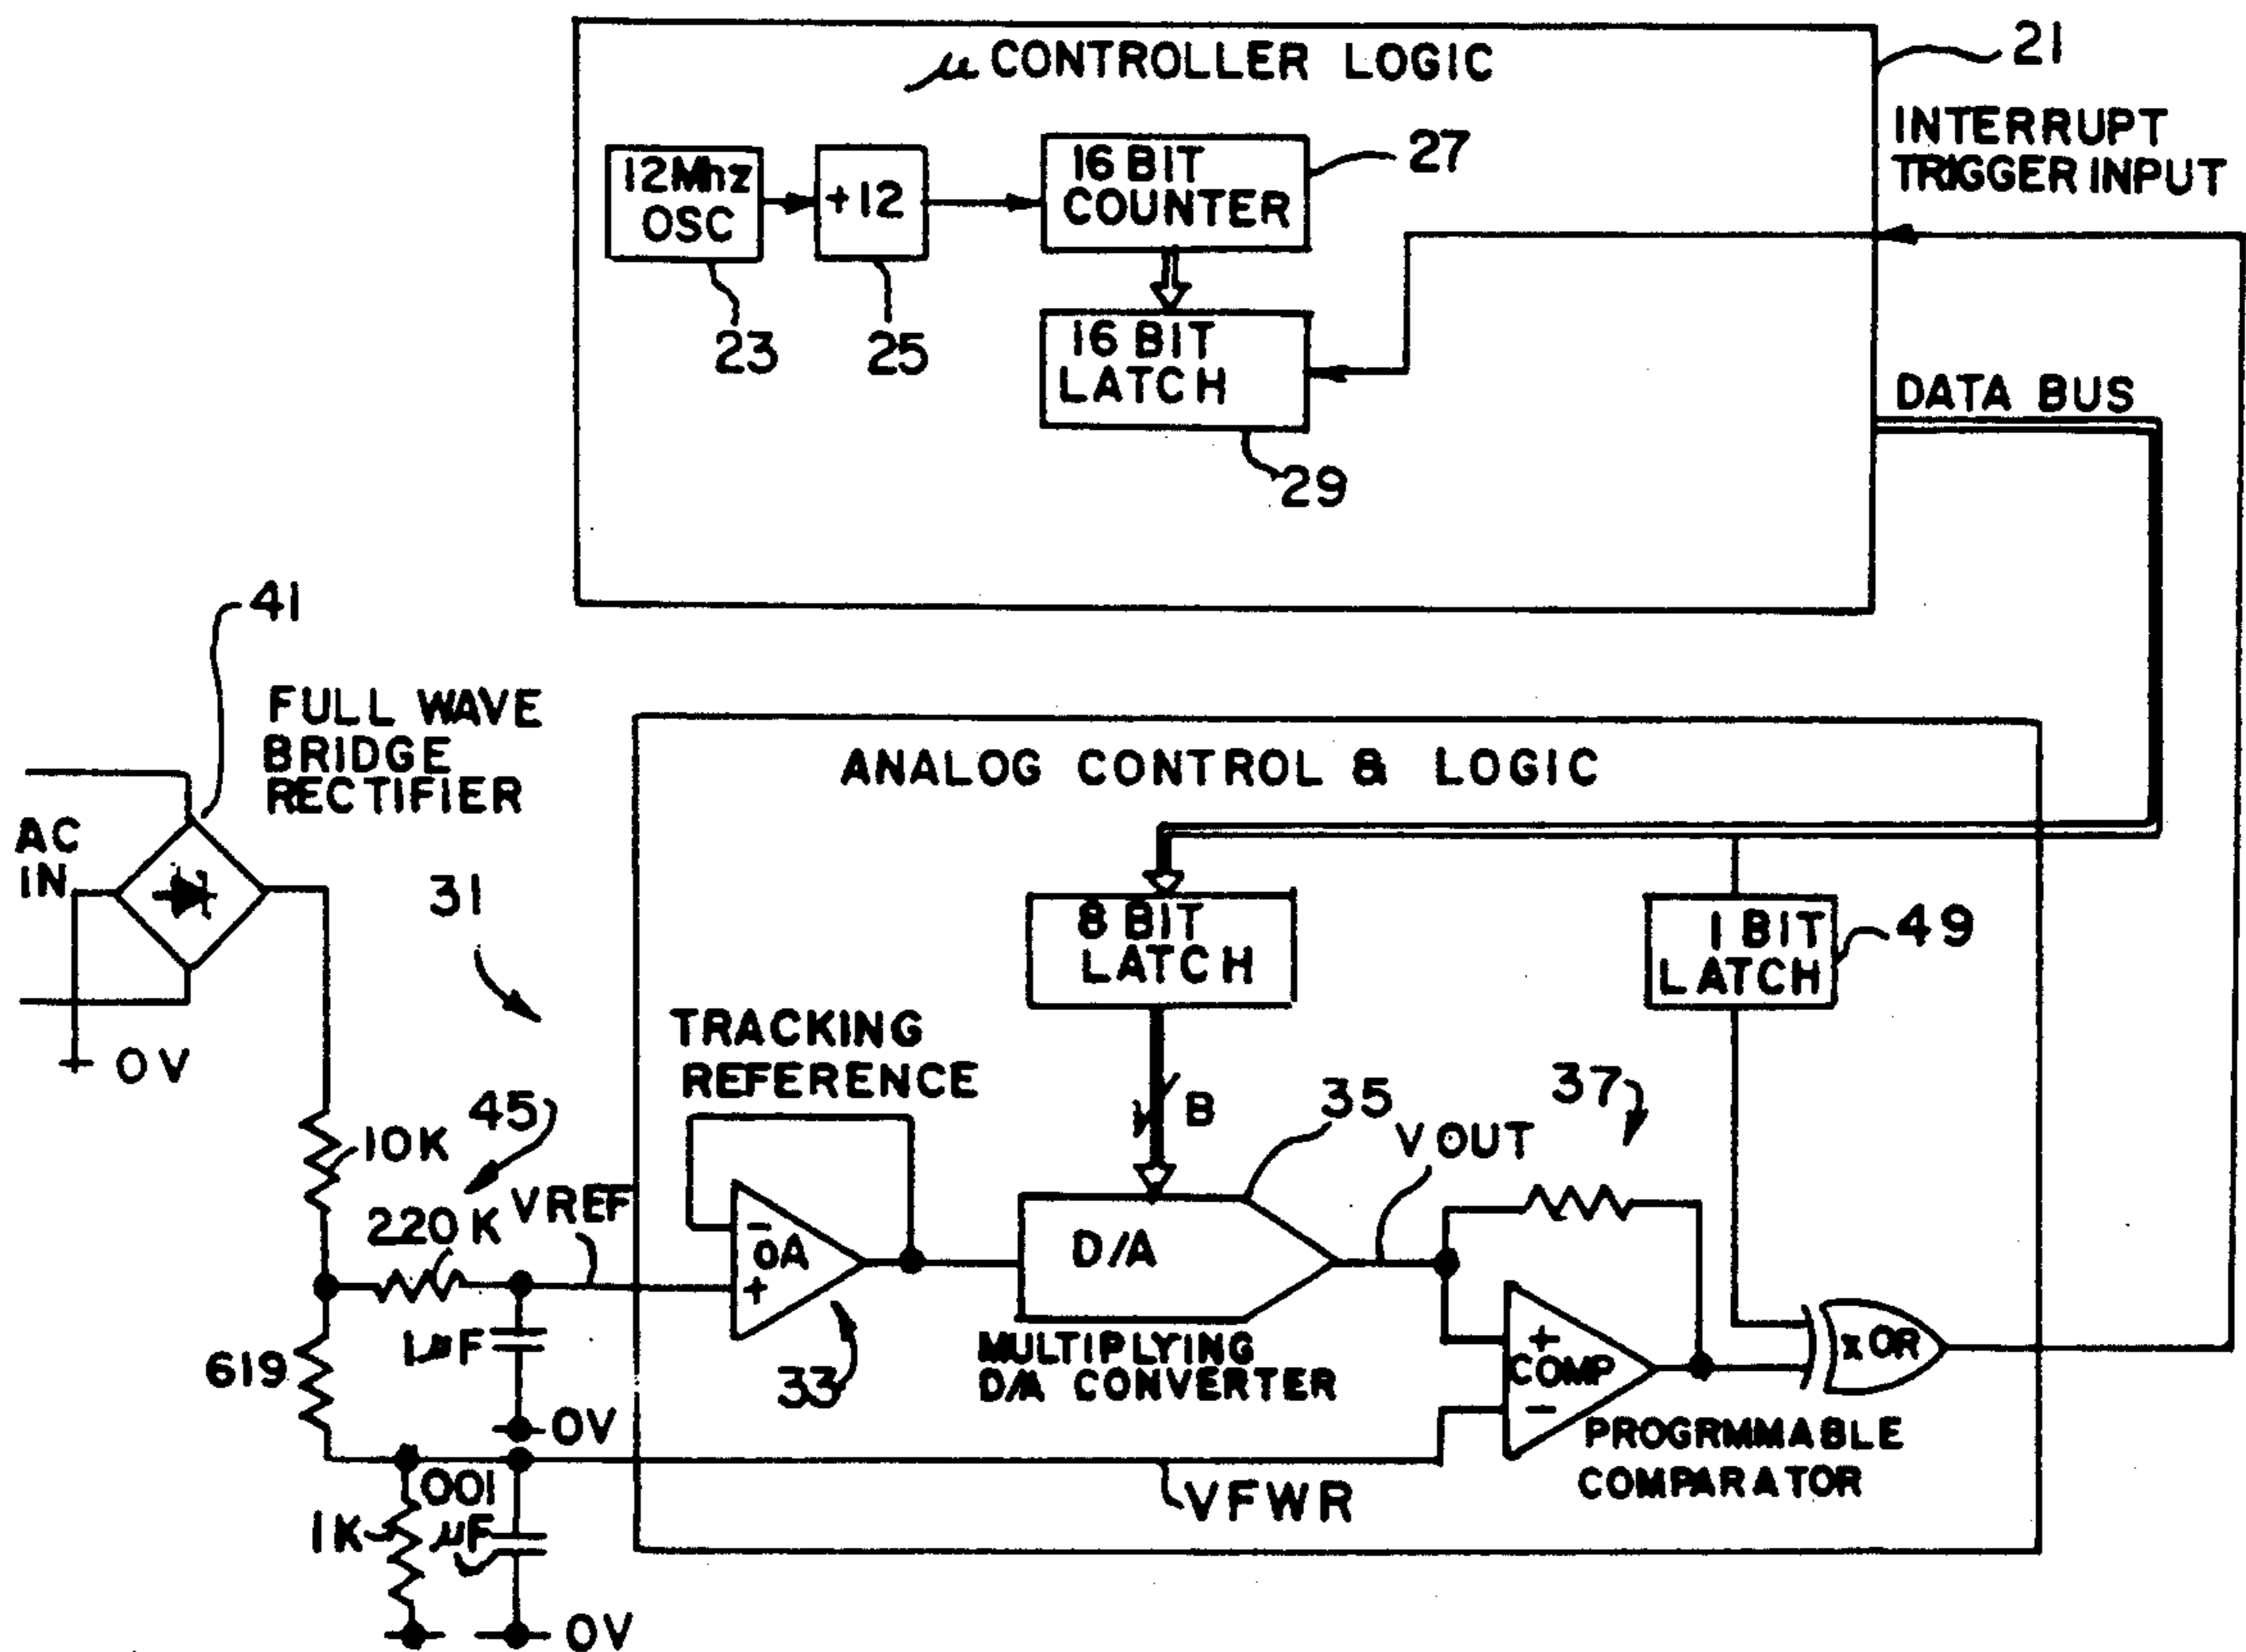 μ CONTROLLER LOGIC
21
INTERRUPT
TRIGGER INPUT
12Mhz
OSC
+12
16 BIT
COUNTER
27
23
25
16 BIT
LATCH
29
DATA BUS
41
FULL WAVE
BRIDGE
RECTIFIER
AC
IN
0V
31
ANALOG CONTROL & LOGIC
8 BIT
LATCH
1 BIT
LATCH
49
TRACKING
REFERENCE
B
35
37
45
10K
220K
VREF
VOUT
-
OA
+
33
D/A
MULTIPLYING
D/A CONVERTER
1μF
0V
619
+
COMP
-
XOR
PROGRMMABLE
COMPARATOR
VFWR
1K
.001
μF
0V